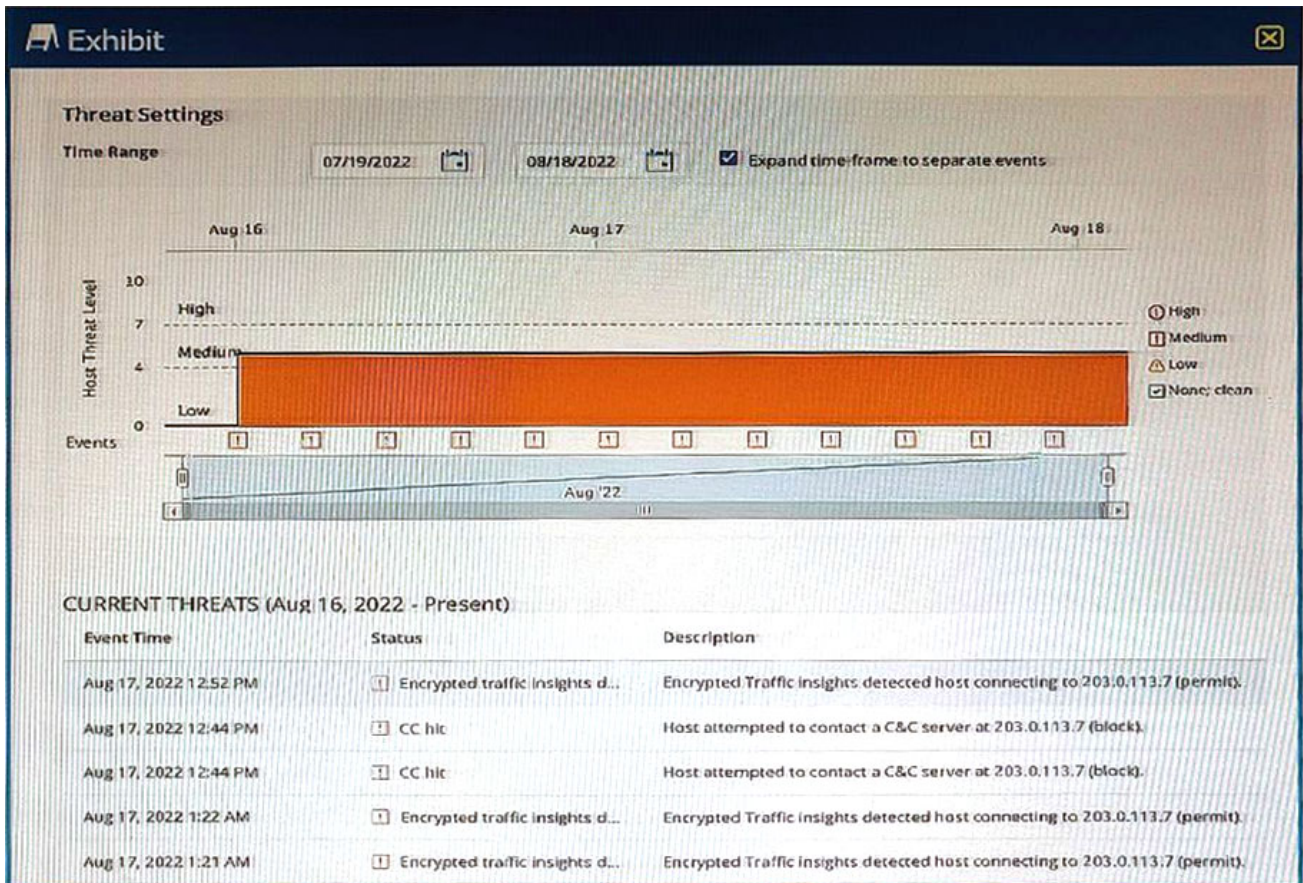 Exhibit
Threat Settings
Time Range 07/19/2022 08/18/2022 Expand time-frame to separate events
Aug 16 Aug 17 Aug 18
Host Threat Level
10
High
7
Medium
4
Low
0
High
Medium
Low
None; clean
Events
Aug '22
CURRENT THREATS (Aug 16, 2022 - Present)
Event Time Status Description
Aug 17, 2022 12:52 PM Encrypted traffic insights d... Encrypted Traffic insights detected host connecting to 203.0.113.7 (permit).
Aug 17, 2022 12:44 PM CC hit Host attempted to contact a C&C server at 203.0.113.7 (block).
Aug 17, 2022 12:44 PM CC hit Host attempted to contact a C&C server at 203.0.113.7 (block).
Aug 17, 2022 1:22 AM Encrypted traffic insights d... Encrypted Traffic insights detected host connecting to 203.0.113.7 (permit).
Aug 17, 2022 1:21 AM Encrypted traffic insights d... Encrypted Traffic insights detected host connecting to 203.0.113.7 (permit).